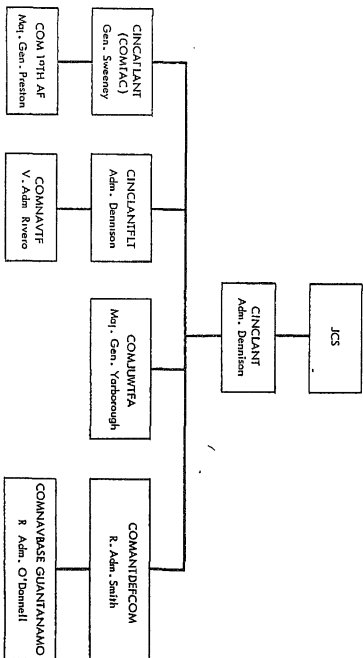 JCS
CINCLANT
Adm. Dennison
CINCAFLANT
(COMTAC)
Gen. Sweeney
CINCLANTFLT
Adm. Dennison
COMJUWTFA
Maj. Gen. Yarborough
COMANTDEFCOM
R. Adm. Smith
COM 19TH AF
Maj. Gen. Preston
COMNAVTF
V. Adm Rivero
COMNAVBASE GUANTANAMO
R Adm. O'Donnell